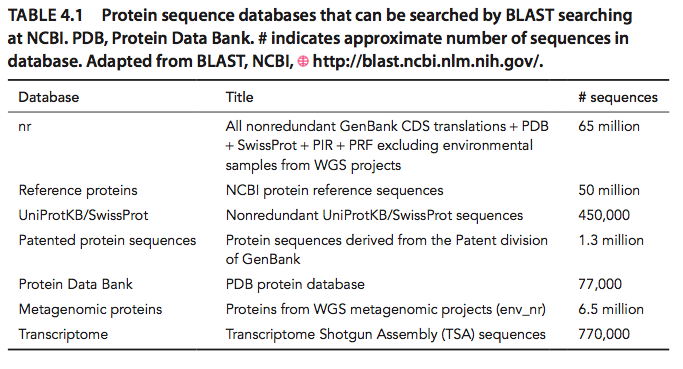 TABLE 4.1 Protein sequence databases that can be searched by BLAST searching
at NCBI. PDB, Protein Data Bank. # indicates approximate number of sequences in
database. Adapted from BLAST, NCBI, http://blast.ncbi.nlm.nih.gov/.
Database Title # sequences
nr All nonredundant GenBank CDS translations + PDB 65 million
+ SwissProt + PIR + PRF excluding environmental
samples from WGS projects
Reference proteins NCBI protein reference sequences 50 million
UniProtKB/SwissProt Nonredundant UniProtKB/SwissProt sequences 450,000
Patented protein sequences Protein sequences derived from the Patent division 1.3 million
of GenBank
Protein Data Bank PDB protein database 77,000
Metagenomic proteins Proteins from WGS metagenomic projects (env_nr) 6.5 million
Transcriptome Transcriptome Shotgun Assembly (TSA) sequences 770,000